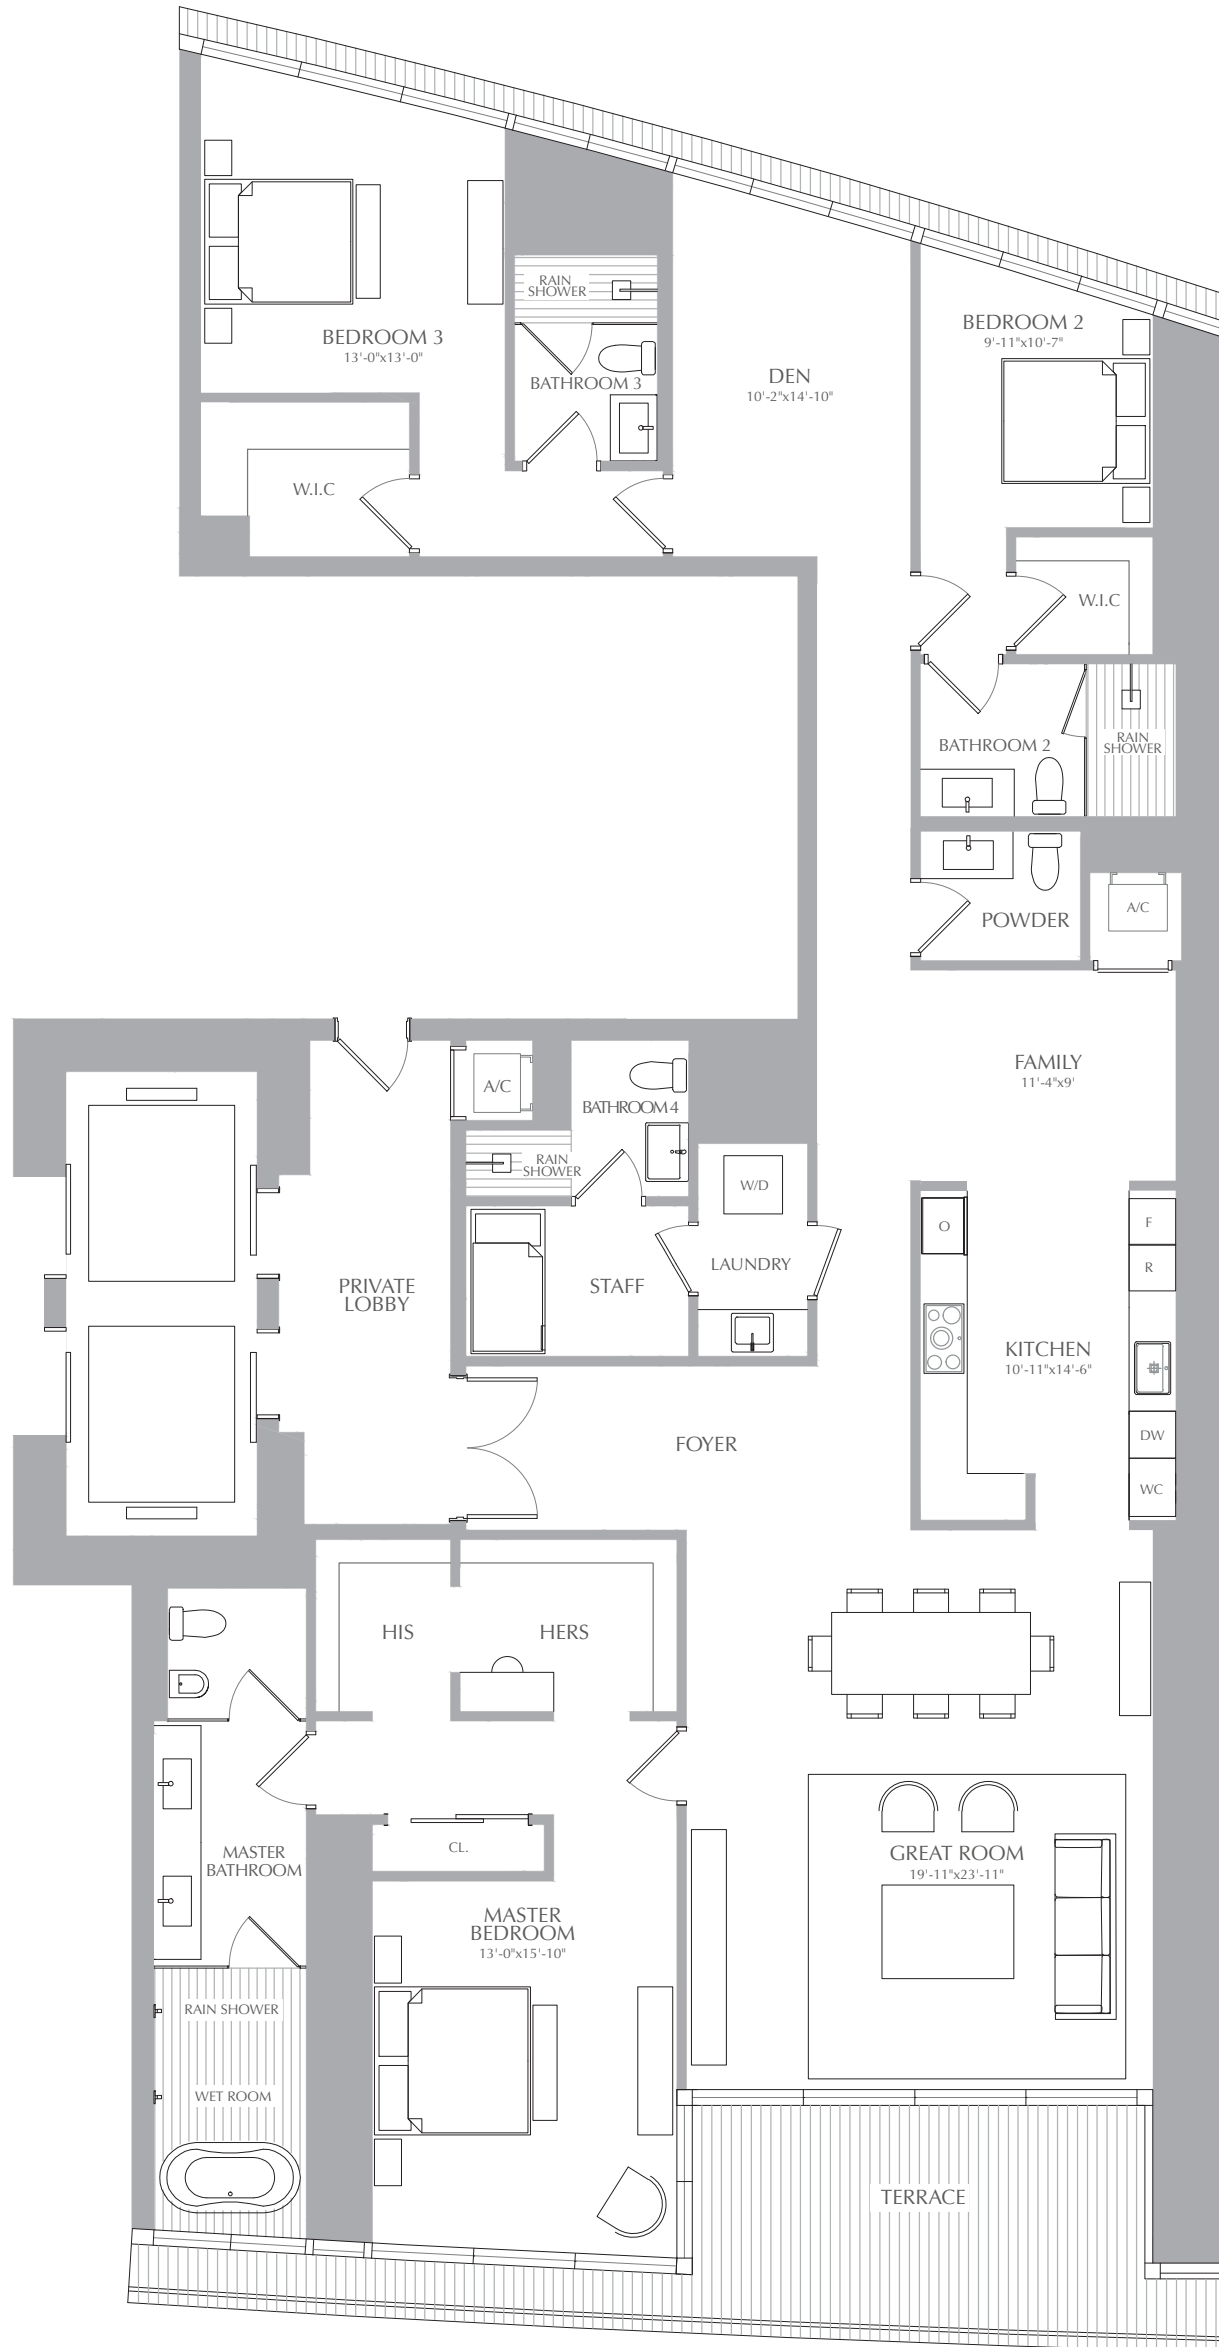 RAIN
SHOWER
BEDROOM 3
13'-0"x13'-0"
BATHROOM 3
W.I.C
DEN
10'-2"x14'-10"
BEDROOM 2
9'-11"x10'-7"
W.I.C
BATHROOM 2
RAIN
SHOWER
POWDER
A/C
FAMILY
11'-4"x9'
A/C
BATHROOM 4
RAIN
SHOWER
W/D
LAUNDRY
STAFF
PRIVATE
LOBBY
O
F
R
KITCHEN
10'-11"x14'-6"
DW
WC
FOYER
HIS
HERS
MASTER
BATHROOM
CL.
GREAT ROOM
19'-11"x23'-11"
MASTER
BEDROOM
13'-0"x15'-10"
RAIN SHOWER
WET ROOM
TERRACE